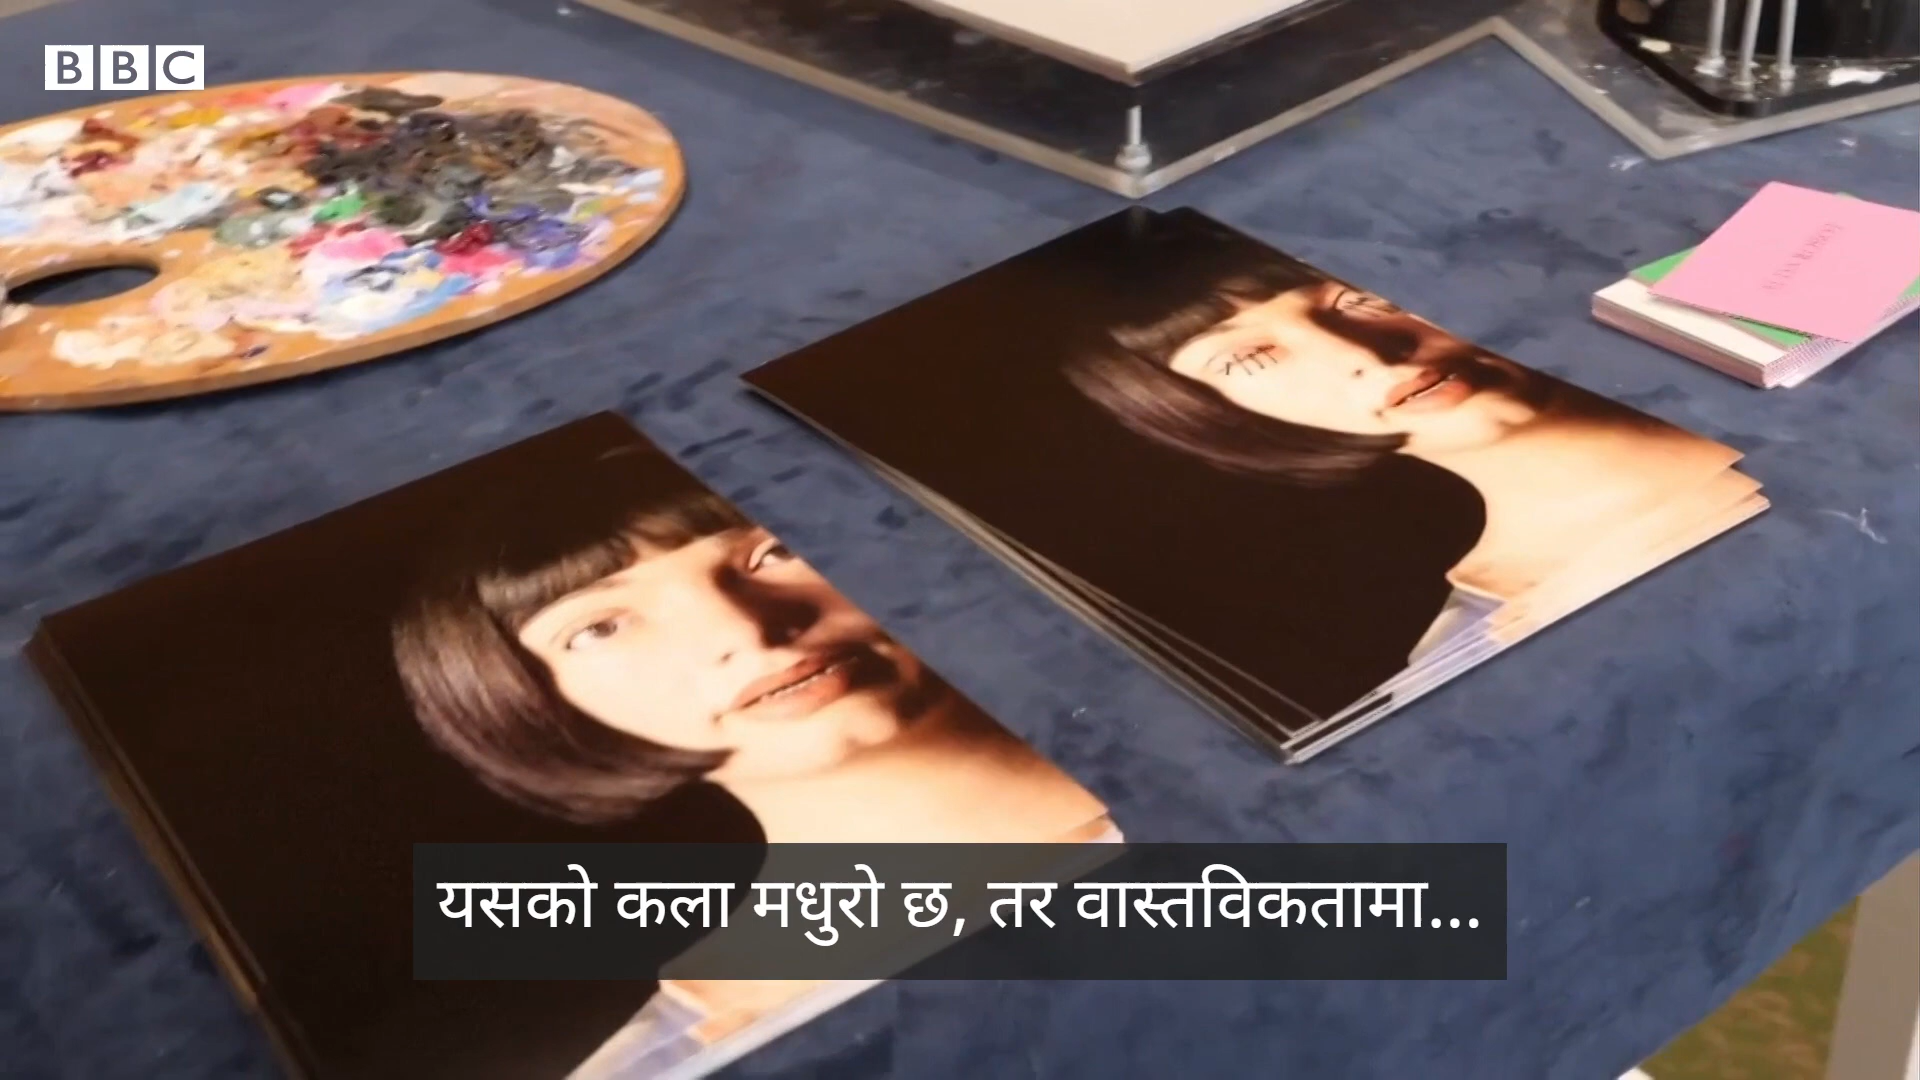 BBC
यसको कला मधुरो छ, तर वास्तविकतामा...